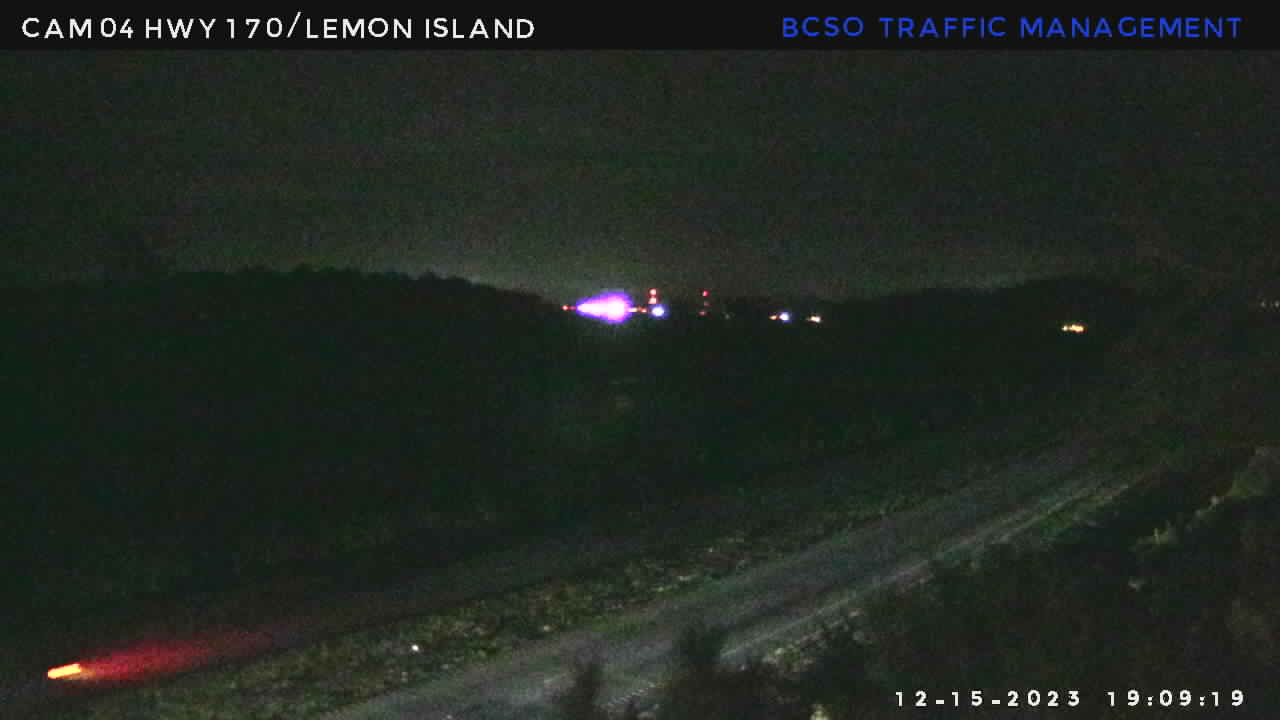 CAM04 HWY 170/LEMON ISLAND
BCSO TRAFFIC MANAGEMENT
12-15-2023 19:09:19